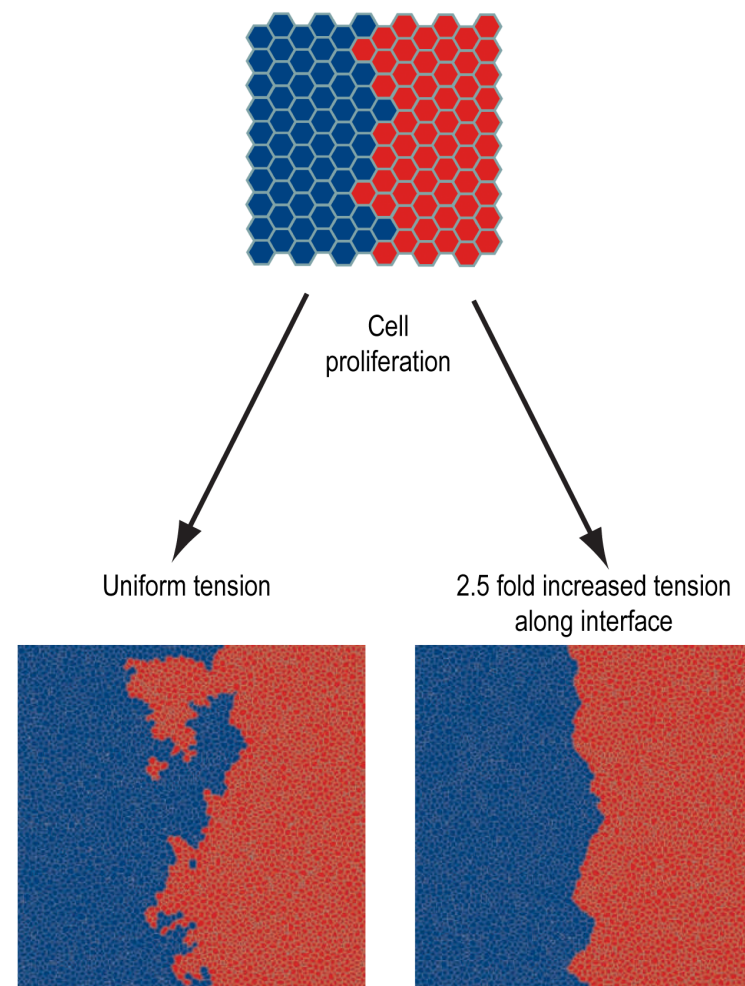 Cell
proliferation
Uniform tension
2.5 fold increased tension
along interface